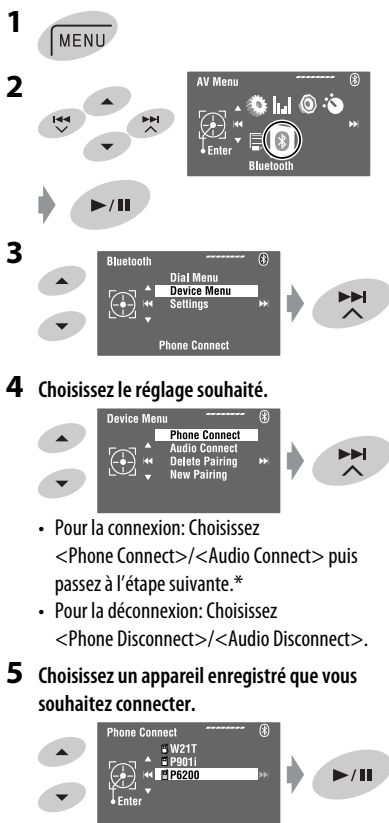 1
MENU
2
AV Menu
Enter
Bluetooth
3
Bluetooth
Dial Menu
Device Menu
Settings
Phone Connect
4 Choisissez le réglage souhaité.
Device Menu
Phone Connect
Audio Connect
Delete Pairing
New Pairing
• Pour la connexion: Choisissez
<Phone Connect>/<Audio Connect> puis
passez à l'étape suivante.*
• Pour la déconnexion: Choisissez
<Phone Disconnect>/<Audio Disconnect>.
5 Choisissez un appareil enregistré que vous
souhaitez connecter.
Phone Connect
W21T
P901i
P6200
Enter